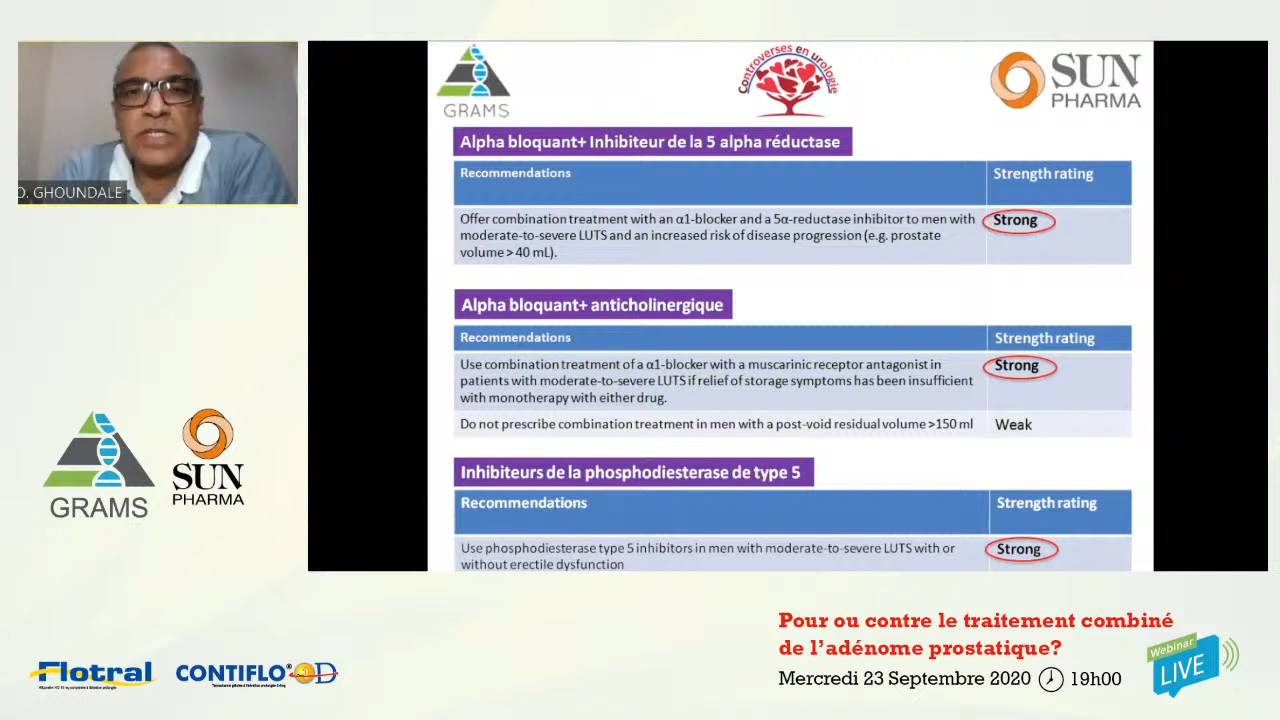 O. GHOUNDALE
GRAMS
Controverses en urologie
SUN
PHARMA
Alpha bloquant+ Inhibiteur de la 5 alpha réductase
Recommendations
Strength rating
Offer combination treatment with an α1-blocker and a 5α-reductase inhibitor to men with
moderate-to-severe LUTS and an increased risk of disease progression (e.g. prostate
volume > 40 mL).
Strong
Alpha bloquant+ anticholinergique
Recommendations
Strength rating
Use combination treatment of a α1-blocker with a muscarinic receptor antagonist in
patients with moderate-to-severe LUTS if relief of storage symptoms has been insufficient
with monotherapy with either drug.
Strong
Do not prescribe combination treatment in men with a post-void residual volume >150 ml
Weak
Inhibiteurs de la phosphodiesterase de type 5
Recommendations
Strength rating
Use phosphodiesterase type 5 inhibitors in men with moderate-to-severe LUTS with or
without erectile dysfunction
Strong
GRAMS
SUN
PHARMA
Flotral
CONTIFLO® OD
Pour ou contre le traitement combiné
de l'adénome prostatique?
Mercredi 23 Septembre 2020 19h00
Webinar
LIVE